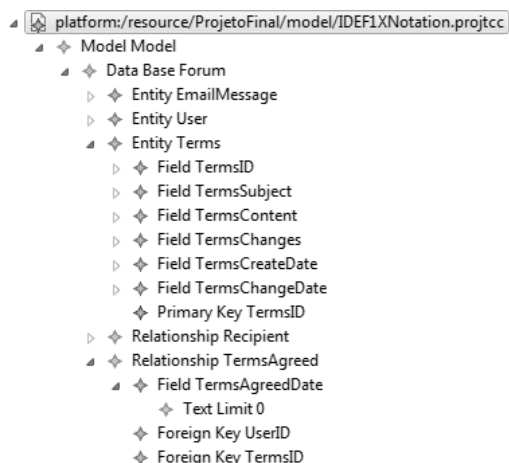 platform:/resource/ProjetoFinal/model/IDEF1XNotation.projtcc
Model Model
Data Base Forum
Entity EmailMessage
Entity User
Entity Terms
Field TermsID
Field TermsSubject
Field TermsContent
Field TermsChanges
Field TermsCreateDate
Field TermsChangeDate
Primary Key TermsID
Relationship Recipient
Relationship TermsAgreed
Field TermsAgreedDate
Text Limit 0
Foreign Key UserID
Foreign Key TermsID